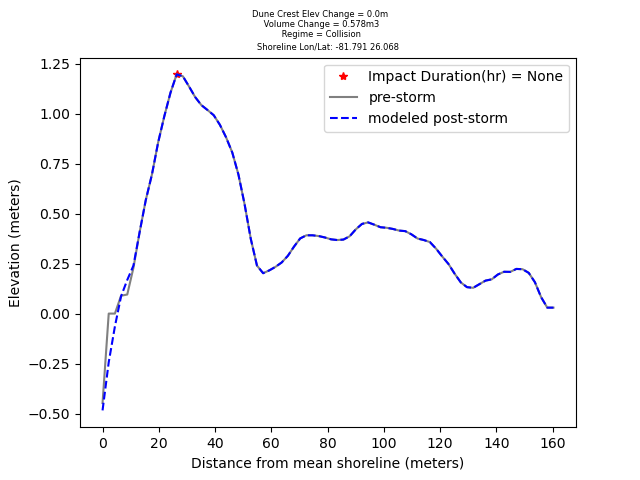 Dune Crest Elev Change = 0.0m
Volume Change = 0.578m3
Regime = Collision
Shoreline Lon/Lat: -81.791 26.068
Impact Duration(hr) = None
pre-storm
modeled post-storm
Elevation (meters)
1.25
1.00
0.75
0.50
0.25
0.00
−0.25
−0.50
0 20 40 60 80 100 120 140 160
Distance from mean shoreline (meters)